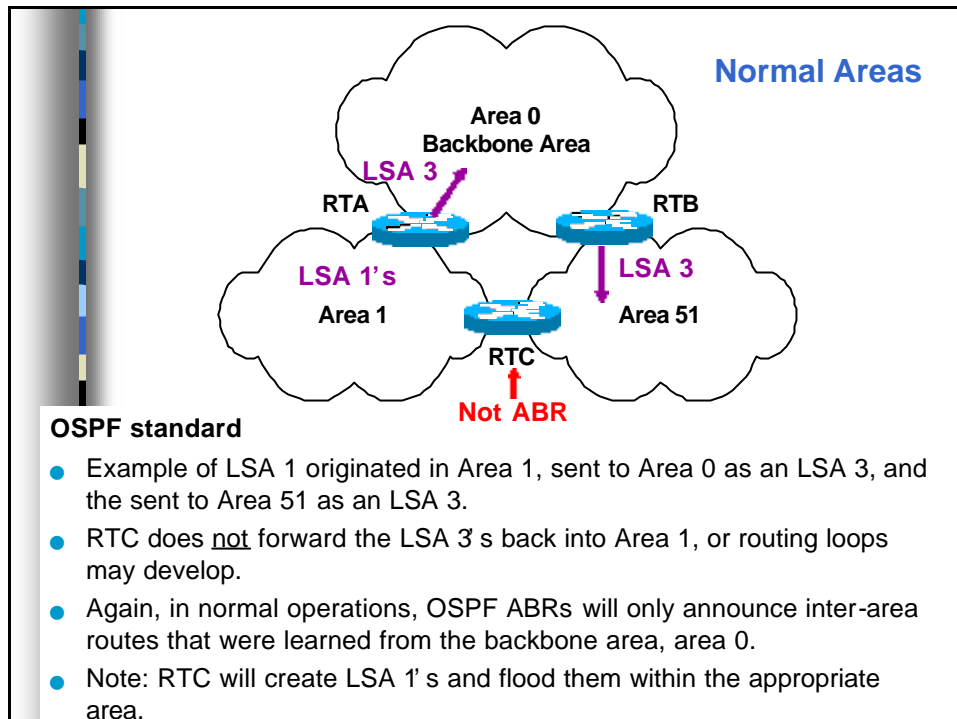 Normal Areas
Area 0
Backbone Area
LSA 3
RTA
RTB
LSA 1's
LSA 3
Area 1
Area 51
RTC
Not ABR
OSPF standard
Example of LSA 1 originated in Area 1, sent to Area 0 as an LSA 3, and
the sent to Area 51 as an LSA 3.
RTC does not forward the LSA 3's back into Area 1, or routing loops
may develop.
Again, in normal operations, OSPF ABRs will only announce inter-area
routes that were learned from the backbone area, area 0.
Note: RTC will create LSA 1's and flood them within the appropriate
area.